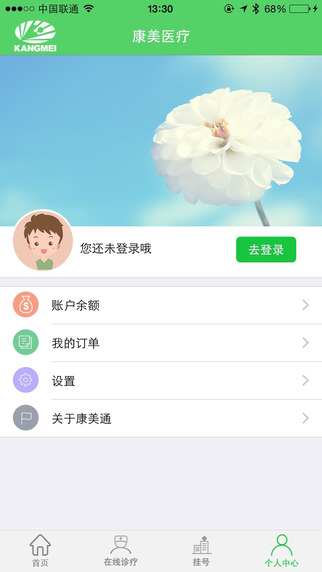 中国联通 13:30 68%
KANGMEI 康美医疗
您还未登录哦 去登录
账户余额
我的订单
设置
关于康美通
首页 在线诊疗 挂号 个人中心